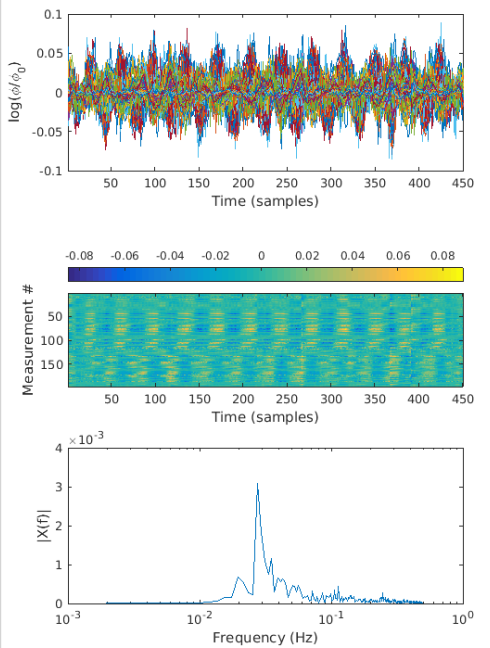 0.1
0.05
0
-0.05
-0.1
log(ϕ/ϕ0)
50 100 150 200 250 300 350 400 450
Time (samples)
-0.08 -0.06 -0.04 -0.02 0 0.02 0.04 0.06 0.08
Measurement #
50
100
150
50 100 150 200 250 300 350 400 450
Time (samples)
×10-3
4
3
2
1
0
|X(f)|
10-3 10-2 10-1 100
Frequency (Hz)